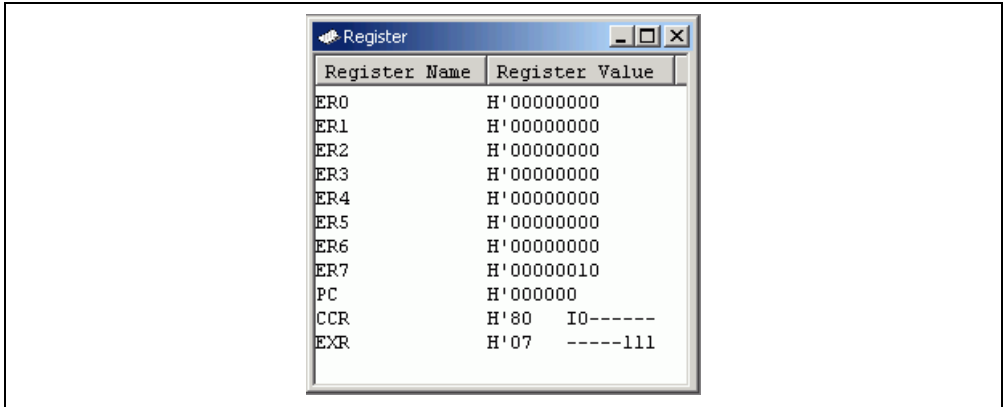 Register
Register Name Register Value
ER0 H'00000000
ER1 H'00000000
ER2 H'00000000
ER3 H'00000000
ER4 H'00000000
ER5 H'00000000
ER6 H'00000000
ER7 H'00000010
PC H'000000
CCR H'80 I0------
EXR H'07 -----111